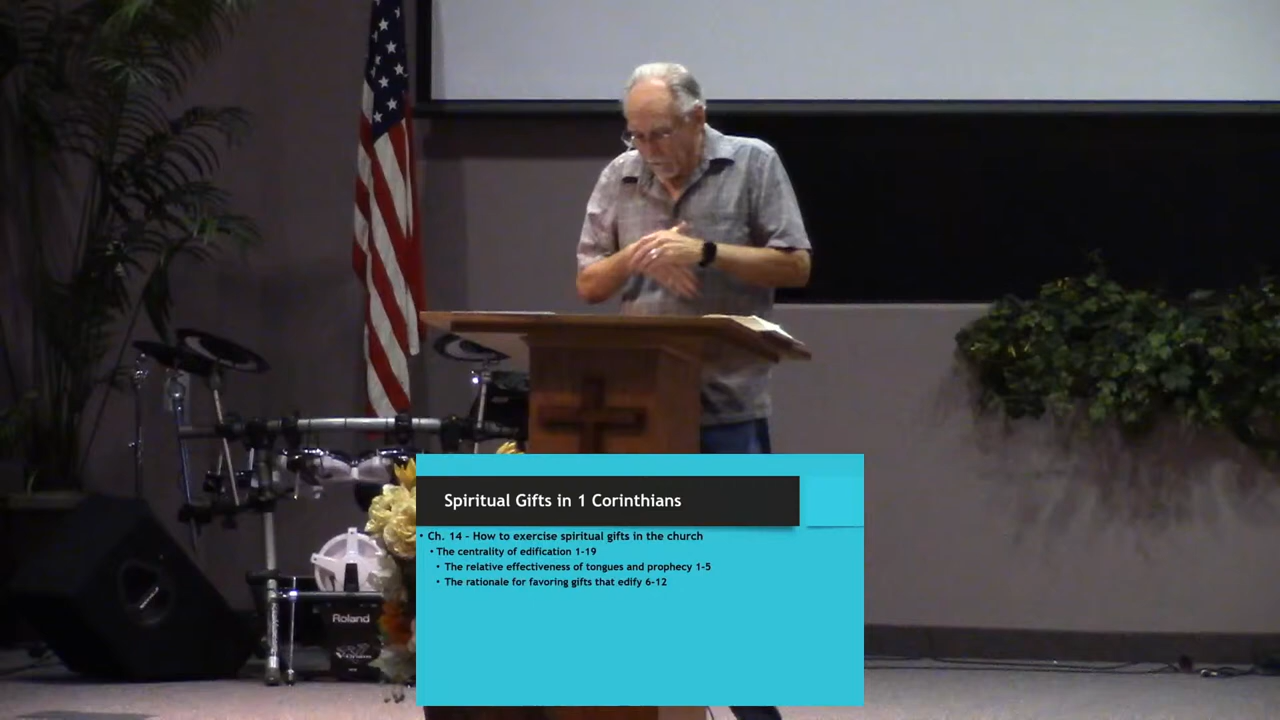 Spiritual Gifts in 1 Corinthians
• Ch. 14 – How to exercise spiritual gifts in the church
• The centrality of edification 1-19
• The relative effectiveness of tongues and prophecy 1-5
• The rationale for favoring gifts that edify 6-12
Roland